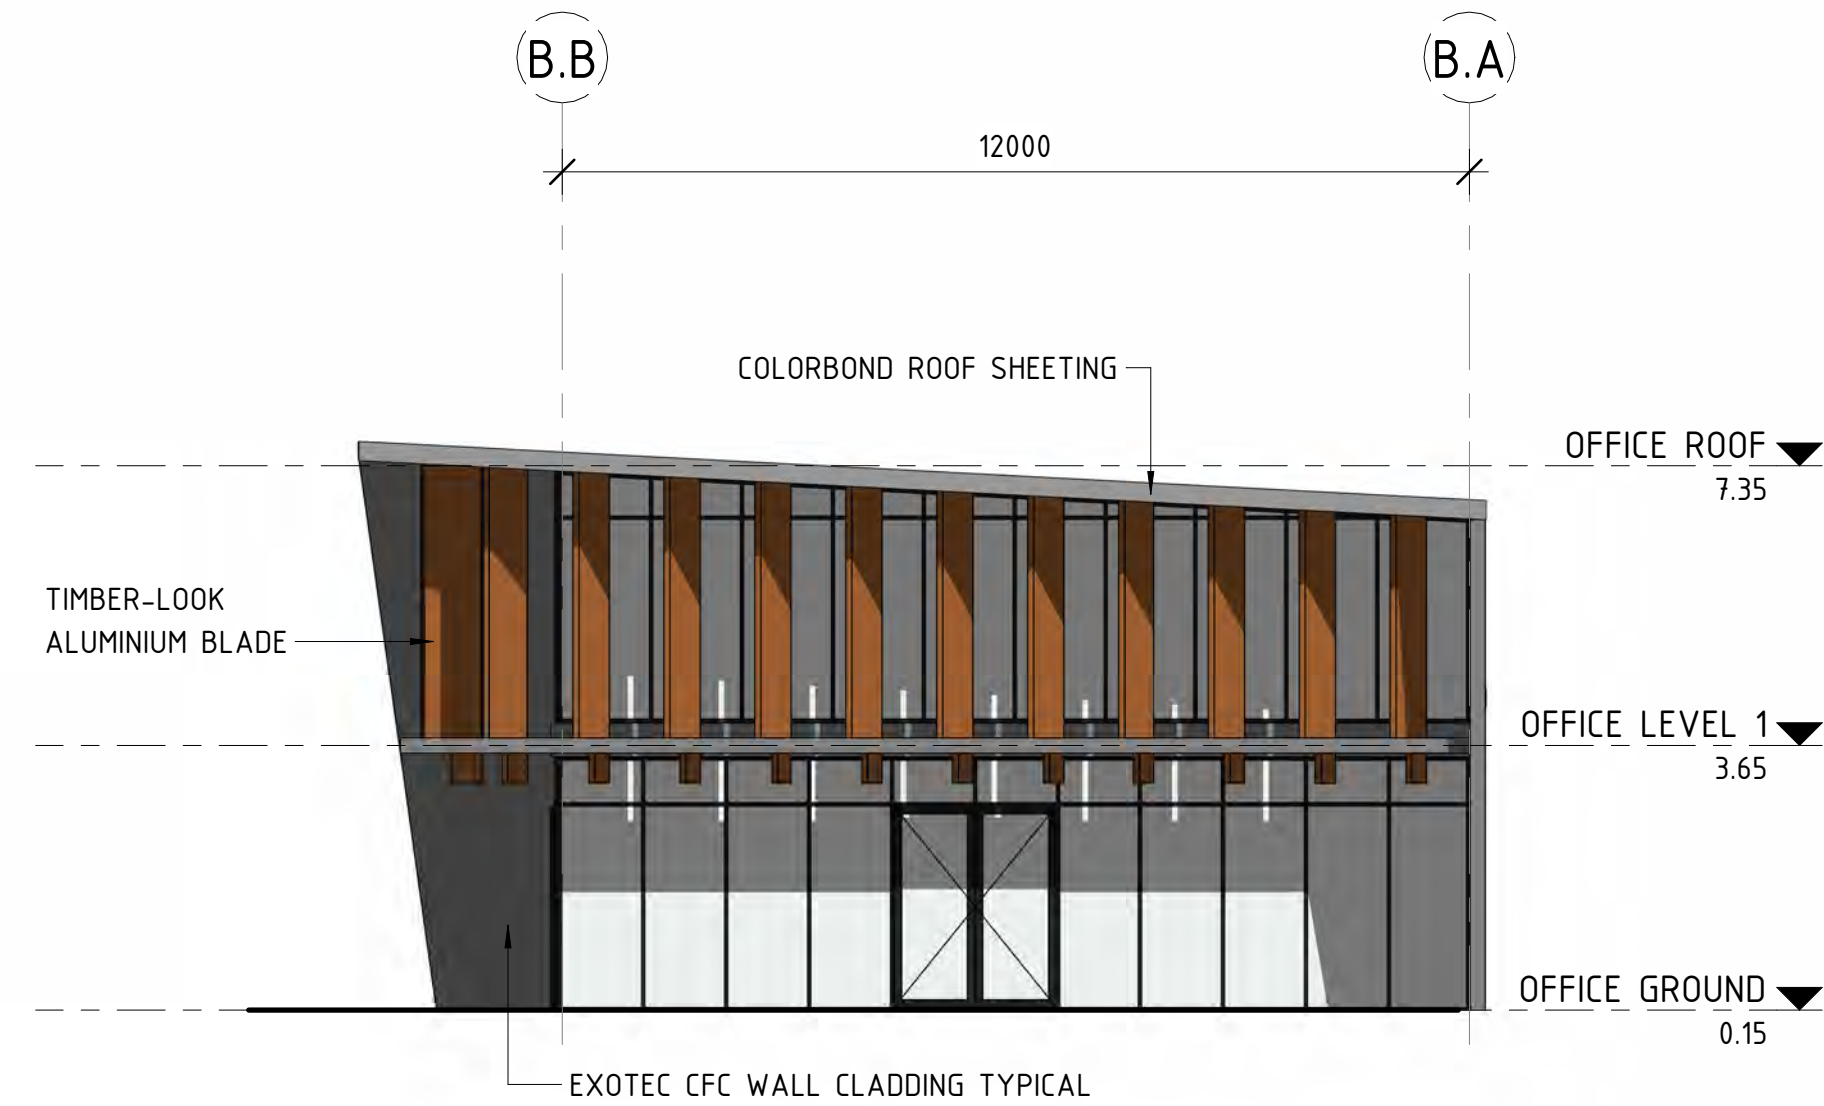 B.B
B.A
12000
COLORBOND ROOF SHEETING
OFFICE ROOF
7.35
TIMBER-LOOK
ALUMINIUM BLADE
OFFICE LEVEL 1
3.65
OFFICE GROUND
0.15
EXOTEC CFC WALL CLADDING TYPICAL